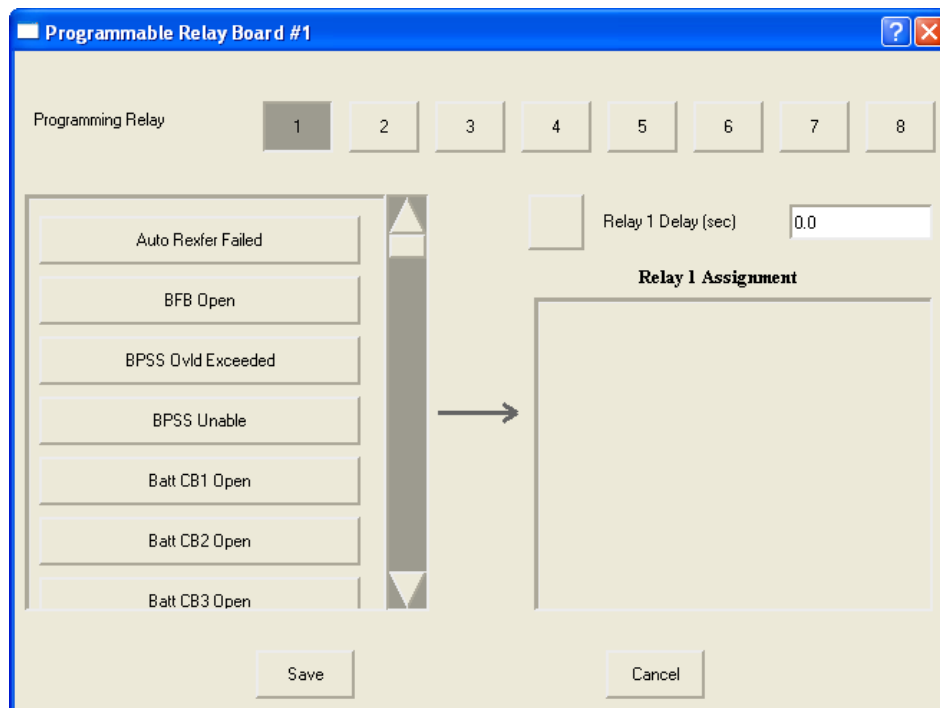 Programmable Relay Board #1
?
Programming Relay
1 2 3 4 5 6 7 8
Auto Rexfer Failed
BFB Open
BPSS Ovld Exceeded
BPSS Unable
Batt CB1 Open
Batt CB2 Open
Batt CB3 Open
Relay 1 Delay (sec) 0.0
Relay 1 Assignment
Save
Cancel